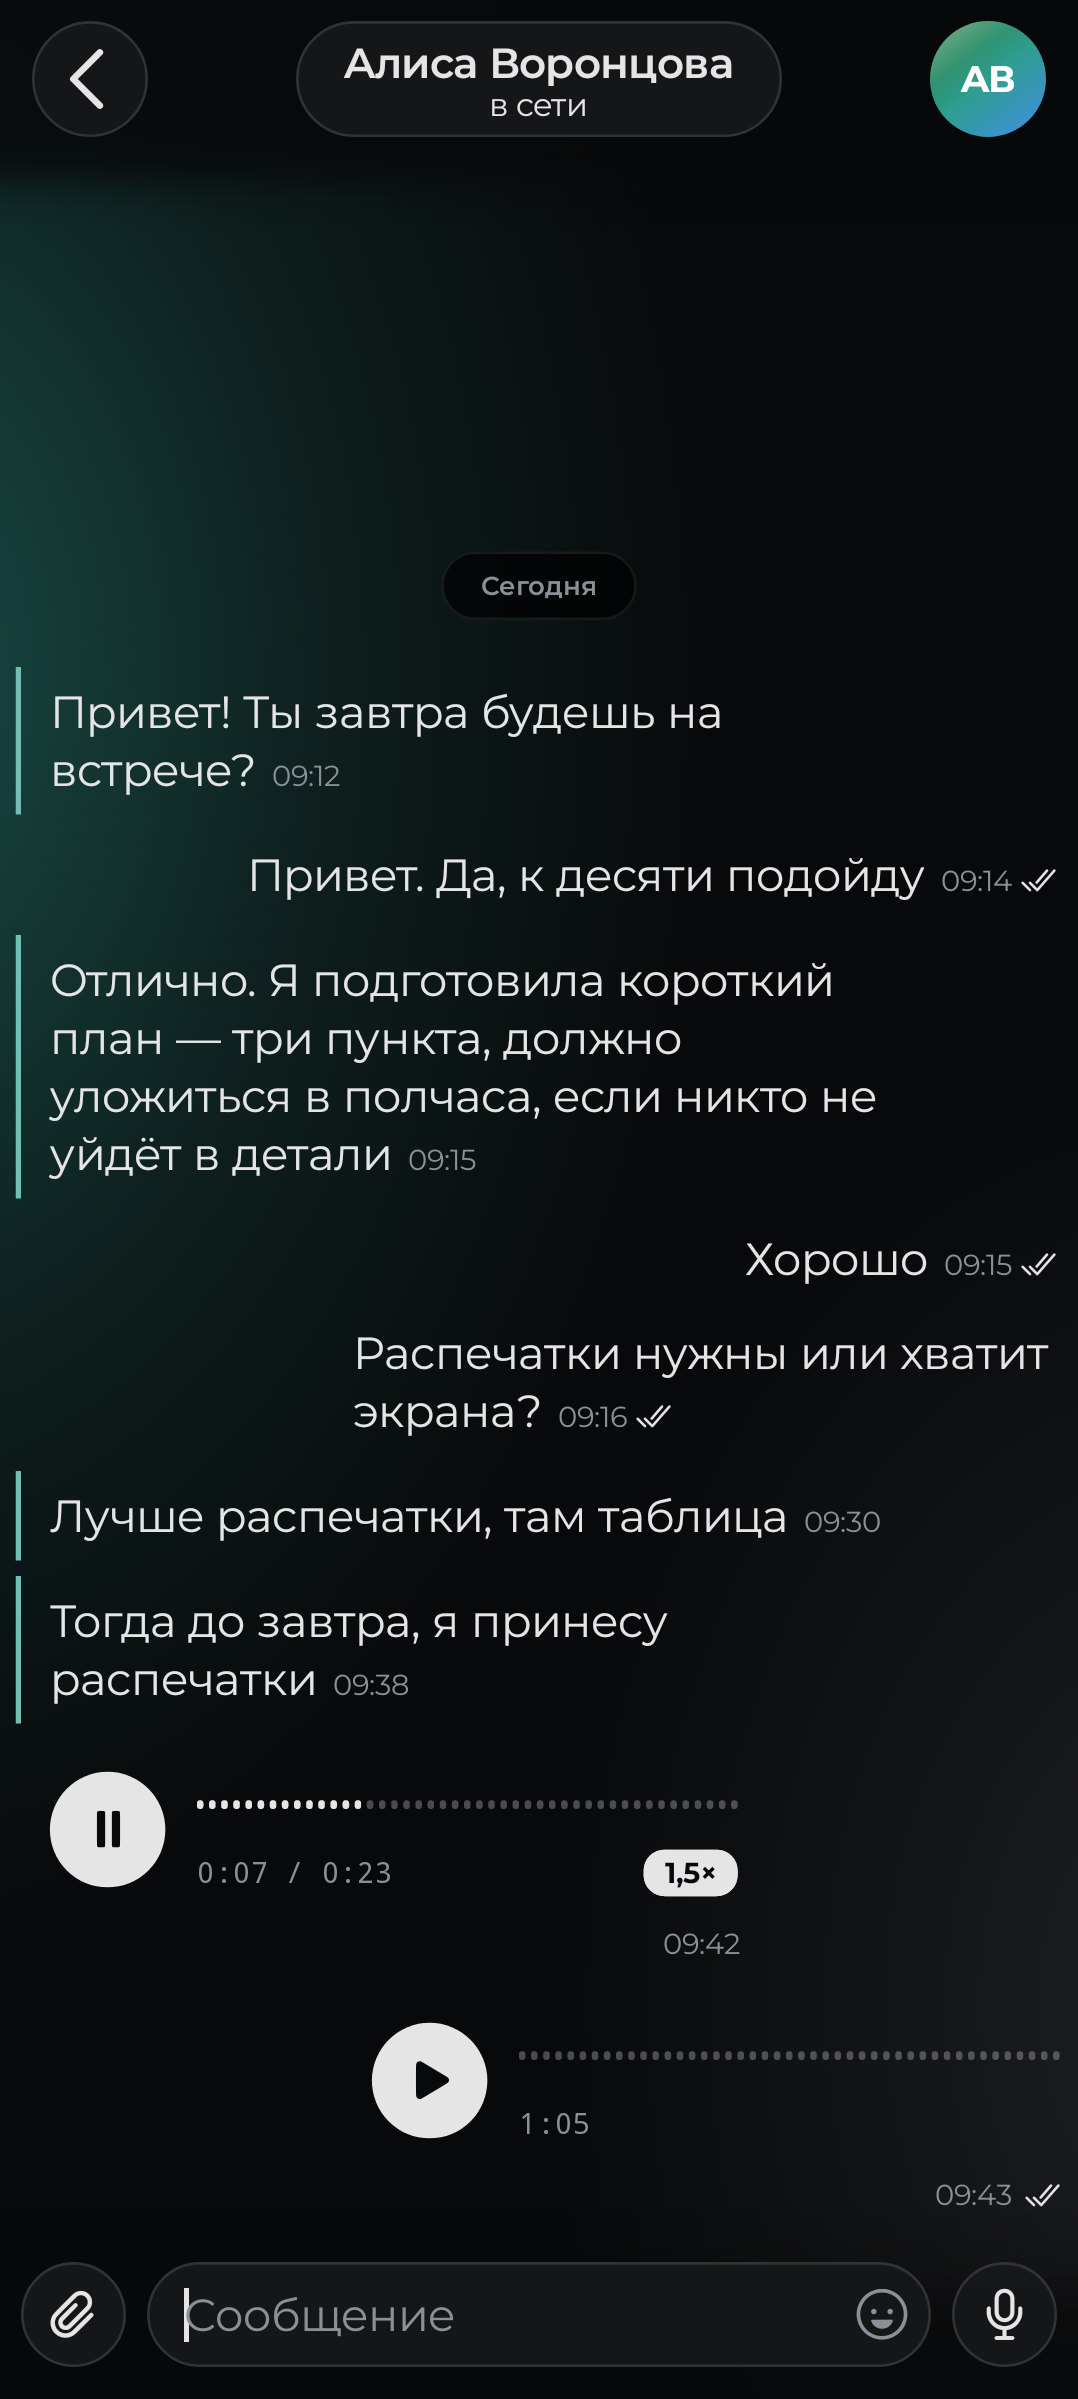 Алиса Воронцова
в сети
АВ
Сегодня
Привет! Ты завтра будешь на
встрече? 09:12
Привет. Да, к десяти подойду 09:14
Отлично. Я подготовила короткий
план — три пункта, должно
уложиться в полчаса, если никто не
уйдёт в детали 09:15
Хорошо 09:15
Распечатки нужны или хватит
экрана? 09:16
Лучше распечатки, там таблица 09:30
Тогда до завтра, я принесу
распечатки 09:38
0:07 / 0:23 1,5×
09:42
1:05
09:43
Сообщение